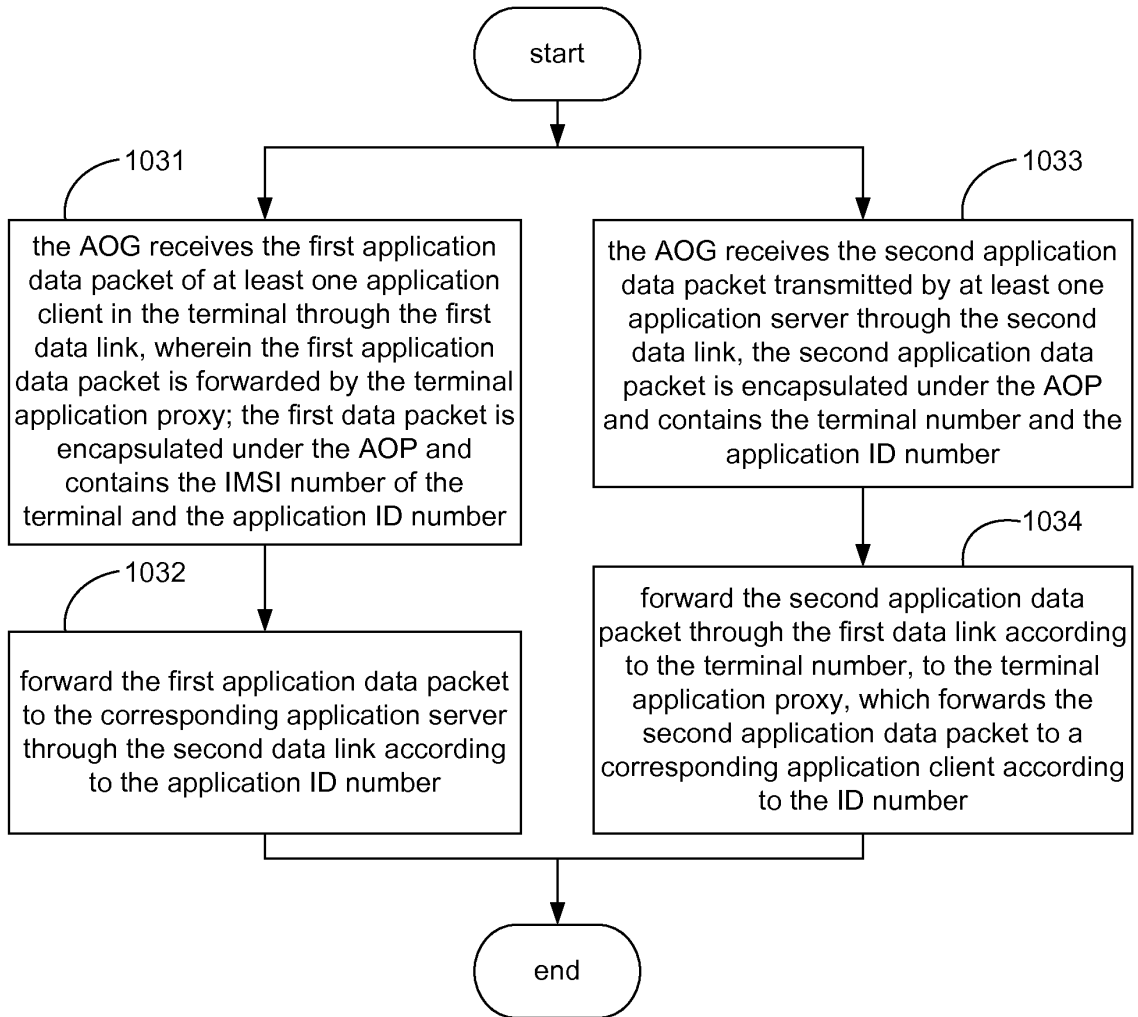 start
1031
the AOG receives the first application
data packet of at least one application
client in the terminal through the first
data link, wherein the first application
data packet is forwarded by the terminal
application proxy; the first data packet is
encapsulated under the AOP and
contains the IMSI number of the
terminal and the application ID number
1032
forward the first application data packet
to the corresponding application server
through the second data link according
to the application ID number
1033
the AOG receives the second application
data packet transmitted by at least one
application server through the second
data link, the second application data
packet is encapsulated under the AOP
and contains the terminal number and the
application ID number
1034
forward the second application data
packet through the first data link according
to the terminal number, to the terminal
application proxy, which forwards the
second application data packet to a
corresponding application client according
to the ID number
end